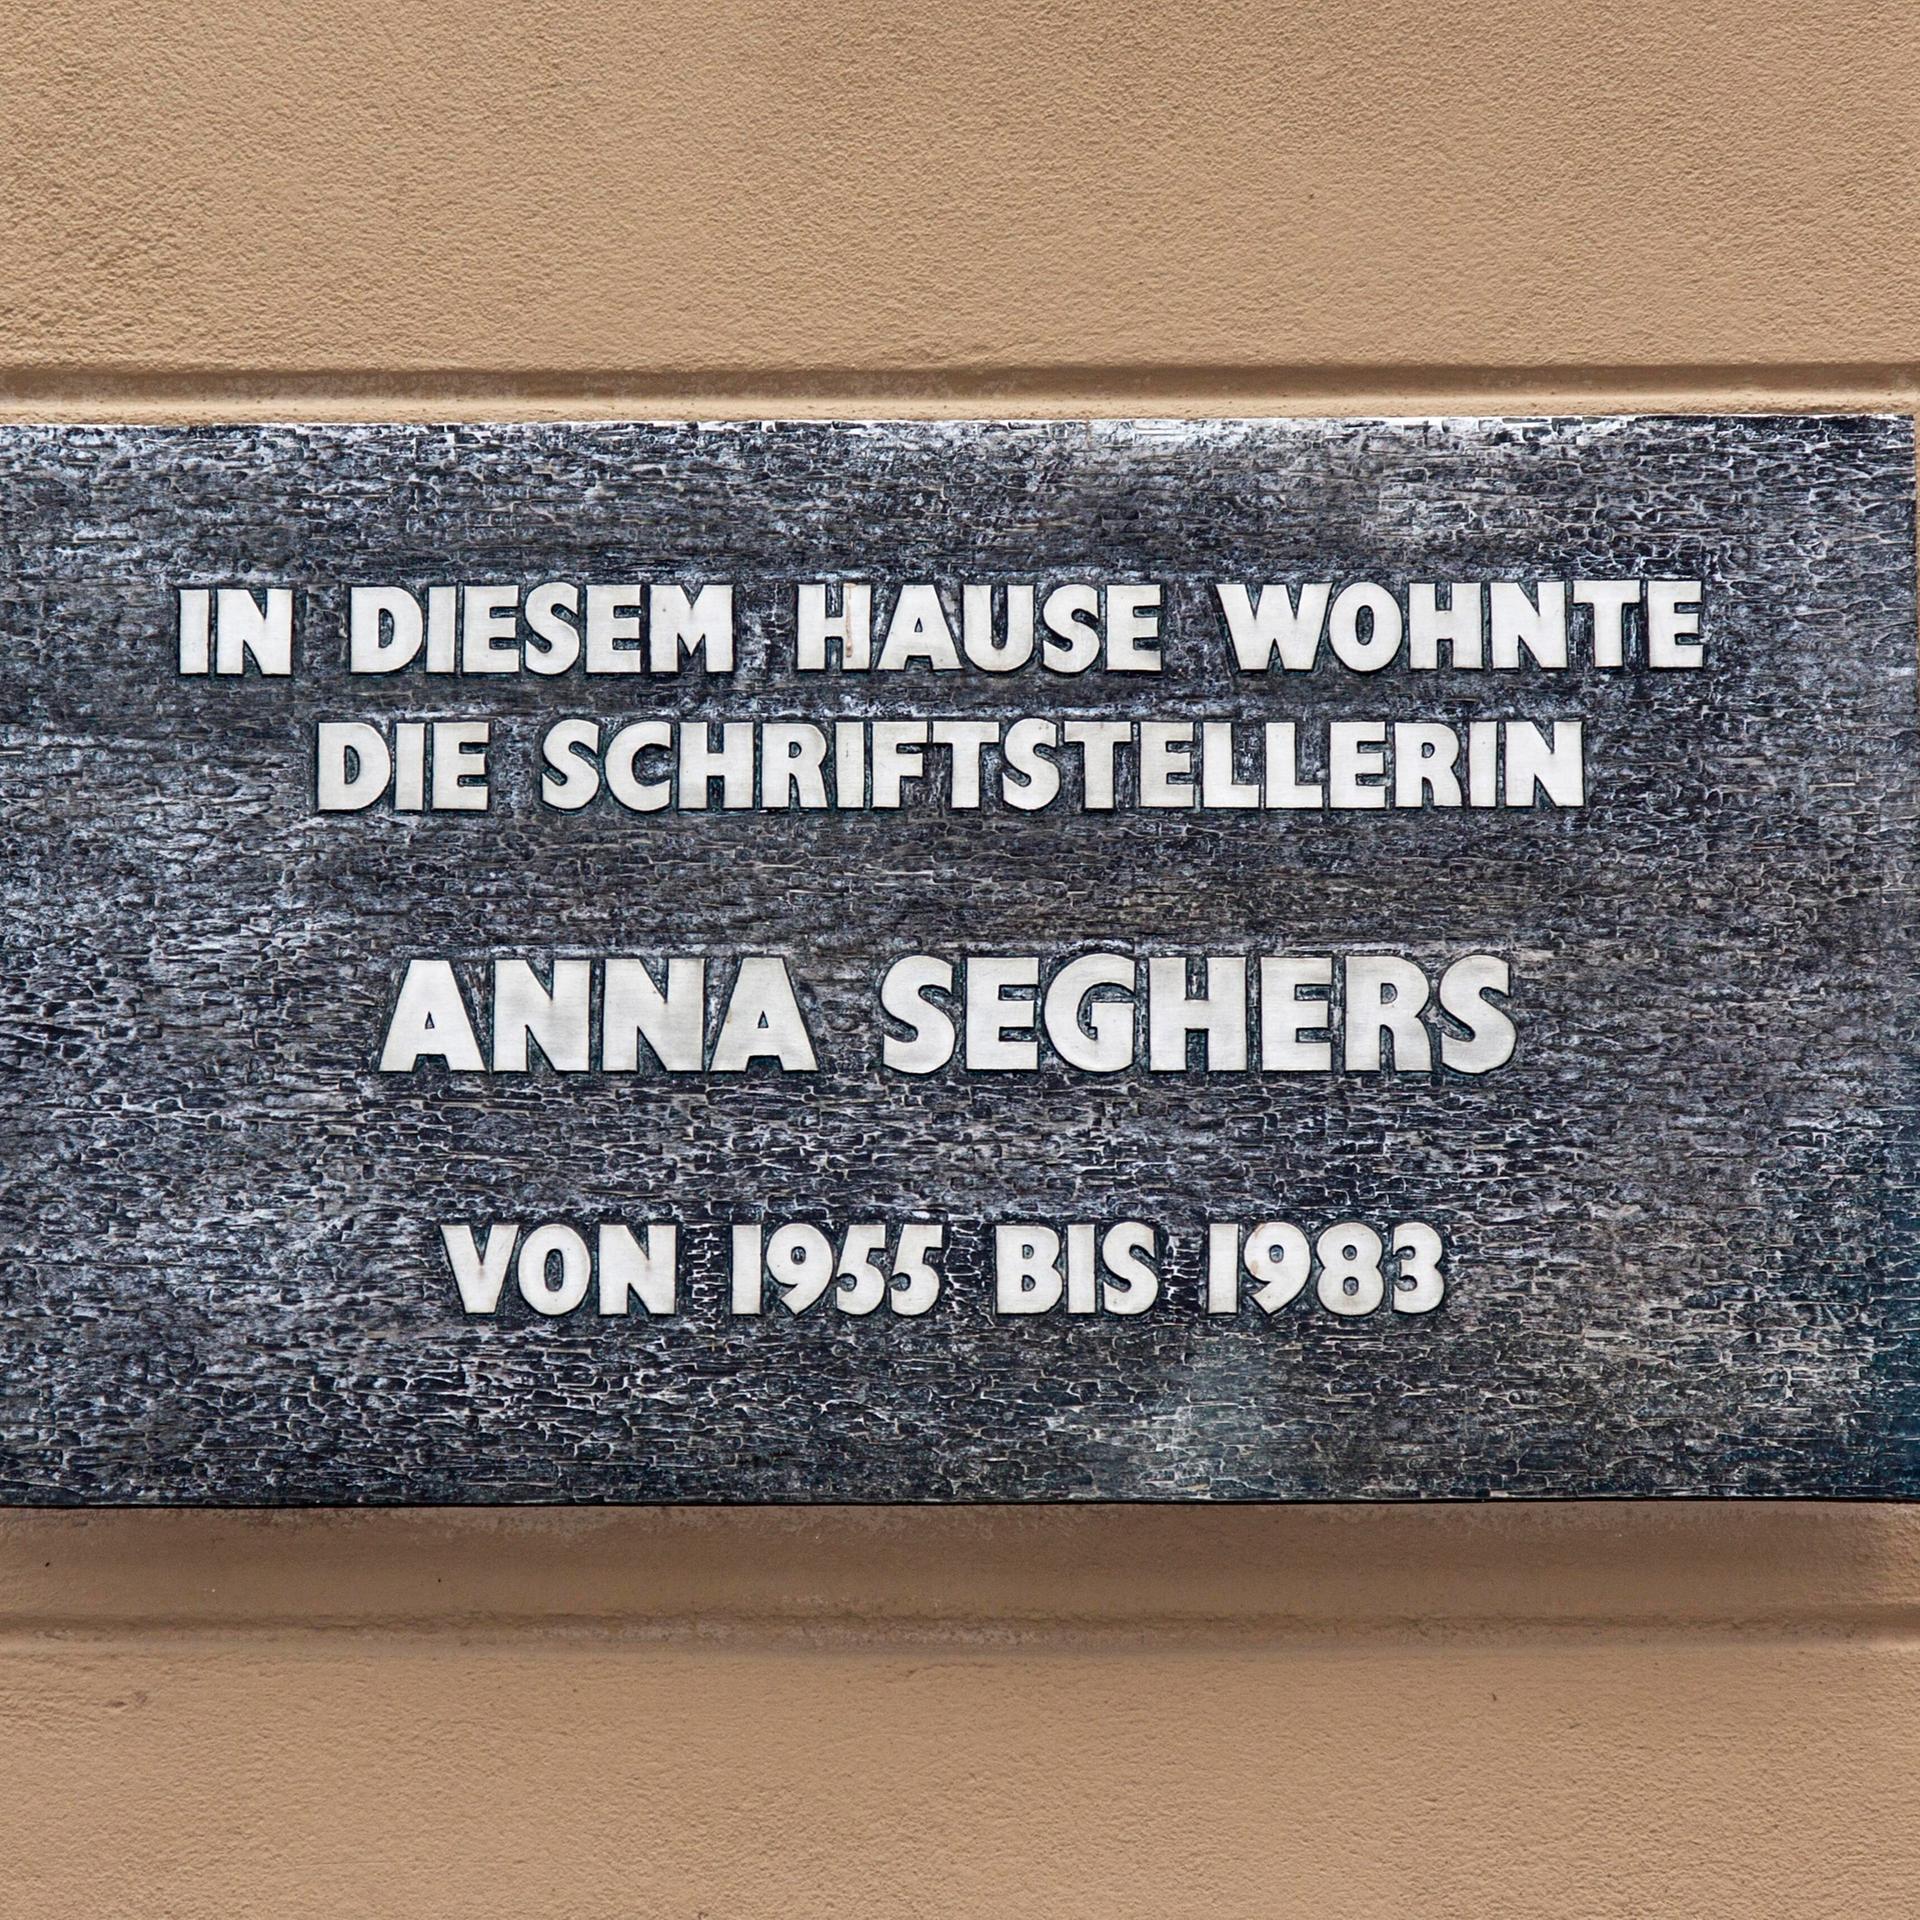 IN DIESEM HAUSE WOHNTE
DIE SCHRIFTSTELLERIN
ANNA SEGHERS
VON 1955 BIS 1983